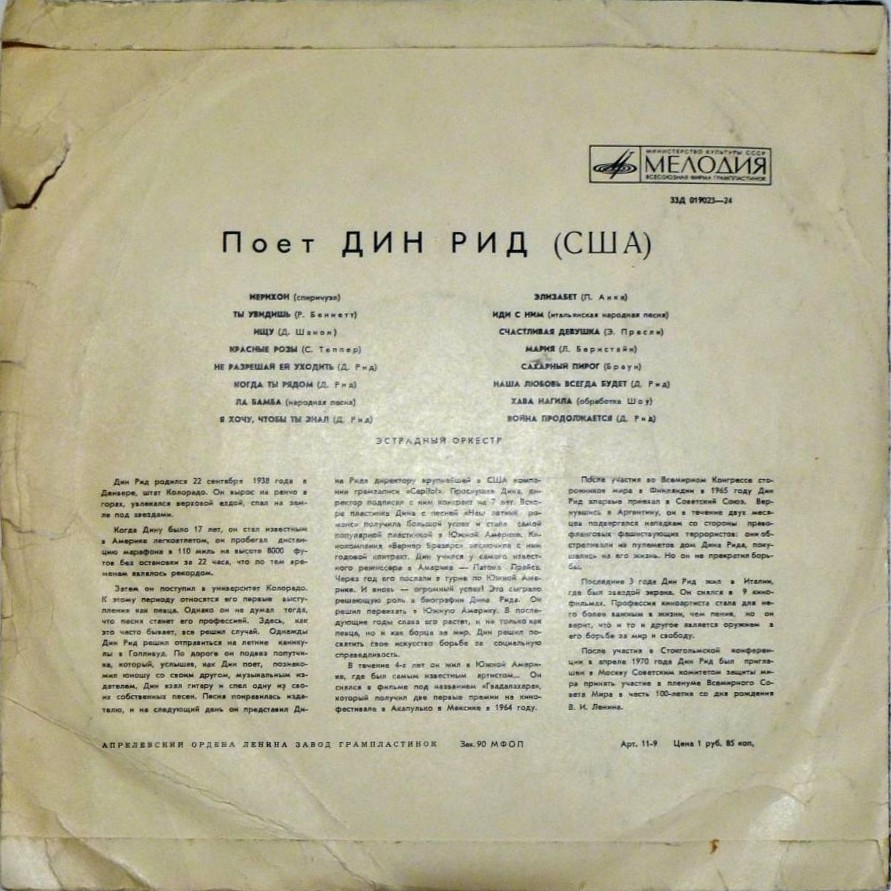 МИНИСТЕРСТВО КУЛЬТУРЫ СССР
МЕЛОДИЯ
ВСЕСОЮЗНАЯ ФИРМА ГРАМПЛАСТИНОК
33Д 019023—24
Поет ДИН РИД (США)
ИЕРИХОН (спиричуэл)
ТЫ УВИДИШЬ (Р. Беннетт)
ИЩУ (Д. Шанон)
КРАСНЫЕ РОЗЫ (С. Теппер)
НЕ РАЗРЕШАЙ ЕЙ УХОДИТЬ (Д. Рид)
КОГДА ТЫ РЯДОМ (Д. Рид)
ЛА БАМБА (народная песня)
Я ХОЧУ, ЧТОБЫ ТЫ ЗНАЛ (Д. Рид)
ЭЛИЗАБЕТ (П. Анка)
ИДИ С НИМ (итальянская народная песня)
СЧАСТЛИВАЯ ДЕВУШКА (Э. Пресли)
МАРИЯ (Л. Бернстайн)
САХАРНЫЙ ПИРОГ (Браун)
НАША ЛЮБОВЬ ВСЕГДА БУДЕТ (Д. Рид)
ХАВА НАГИЛА (обработка Шоу)
ВОЙНА ПРОДОЛЖАЕТСЯ (Д. Рид)
ЭСТРАДНЫЙ ОРКЕСТР
Дин Рид родился 22 сентября 1938 года в
Денвере, штат Колорадо. Он вырос на ранчо в
горах, увлекался верховой ездой, спал на зем-
ле под звездами.
Когда Дину было 17 лет, он стал известным
в Америке легкоатлетом, он пробегал дистан-
цию марафона в 110 миль на высоте 8000 фу-
тов без остановки за 22 часа, что по тем вре-
менам являлось рекордом.
Затем он поступил в университет Колорадо.
К этому периоду относятся его первые высту-
пления как певца. Однако он не думал тогда,
что песня станет его профессией. Здесь, как
это часто бывает, все решил случай. Однажды
Дин Рид решил отправиться на летние канику-
лы в Голливуд. По дороге он подвез попутчи-
ка, который, услышав, как Дин поет, познако-
мил юношу со своим другом, музыкальным из-
дателем, Дин взял гитару и спел одну из сво-
их собственных песен. Песня понравилась изда-
телю, и на следующий день он представил Ди-
на Рида директору крупнейшей в США компа-
нии грамзаписи «Capitol». Прослушав Дина, ди-
ректор подписал с ним контракт на 7 лет. Вско-
ре пластинка Дина с песней «Наш летний ро-
манс» получила большой успех и стала самой
популярной пластинкой в Южной Америке. Ки-
нокомпания «Вернер Бразерс» заключила с ним
годовой контракт. Дин учился у самого извест-
ного режиссера в Америке — Патона Прайса.
Через год его послали в турне по Южной Аме-
рике. И вновь — огромный успех! Это сыграло
решающую роль в биографии Дина Рида. Он
решил переехать в Южную Америку. В после-
дующие годы слава его растет, и не только как
певца, но и как борца за мир. Дин решил по-
святить свое искусство борьбе за социальную
справедливость.
В течение 4-х лет он жил в Южной Амери-
ке, где был самым известным артистом... Он
снялся в фильме под названием «Гвадалахара»,
который получил две первые премии на кино-
фестивале в Акапулько в Мексике в 1964 году.
После участия во Всемирном Конгрессе сто-
ронников мира в Финляндии в 1965 году Дин
Рид впервые приехал в Советский Союз. Вер-
нувшись в Аргентину, он в течение двух меся-
цев подвергался нападкам со стороны право-
фланговых фашиствующих террористов: они об-
стреливали из пулеметов дом Дина Рида, поку-
шались на его жизнь. Но он не прекратил борь-
бы.
Последние 3 года Дин Рид жил в Италии,
где был звездой экрана. Он снялся в 9 кино-
фильмах. Профессия киноартиста стала для не-
го более важным в жизни, чем пение, но он
верит, что и то и другое является оружием в
его борьбе за мир и свободу.
После участия в Стокгольмской конферен-
ции в апреле 1970 года Дин Рид был пригла-
шен в Москву Советским комитетом защиты ми-
ра принять участие в пленуме Всемирного Со-
вета Мира в честь 100-летия со дня рождения
В. И. Ленина.
АПРЕЛЕВСКИЙ ОРДЕНА ЛЕНИНА ЗАВОД ГРАМПЛАСТИНОК Зак. 90 МФОП Арт. 11-9 Цена 1 руб. 85 коп,